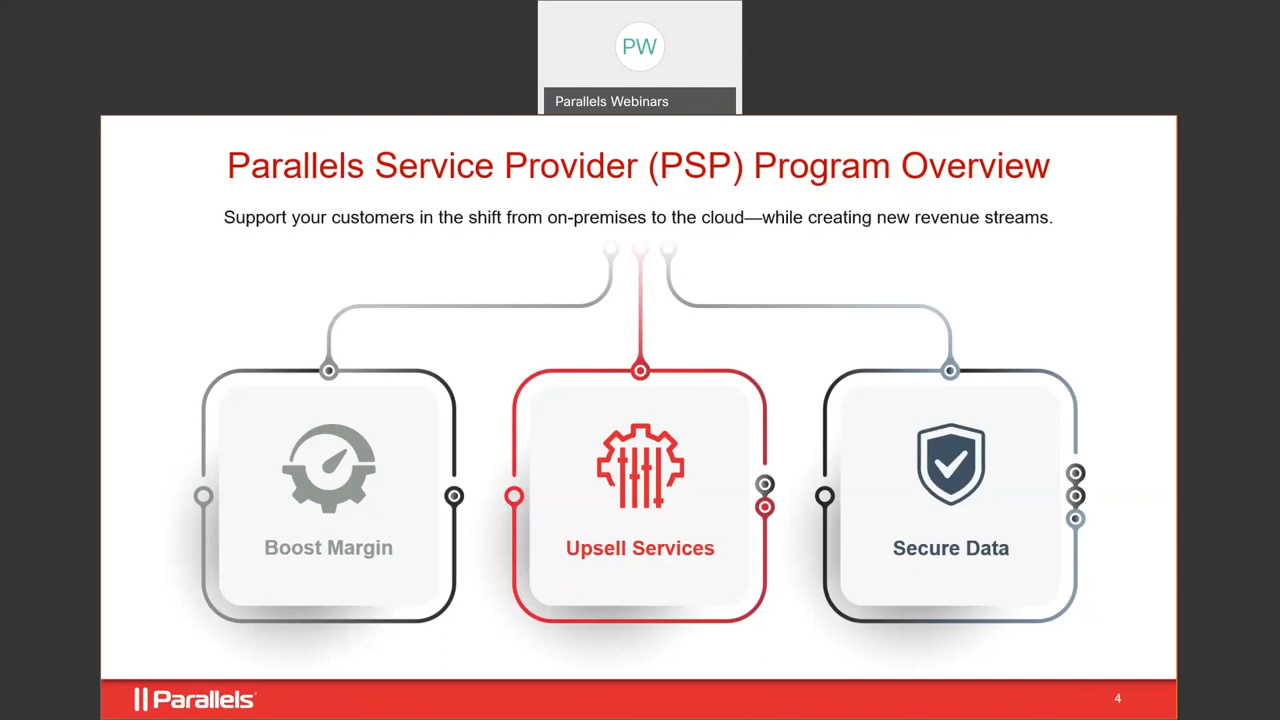 PW
Parallels Webinars
Parallels Service Provider (PSP) Program Overview
Support your customers in the shift from on-premises to the cloud—while creating new revenue streams.
Boost Margin
Upsell Services
Secure Data
Parallels®
4